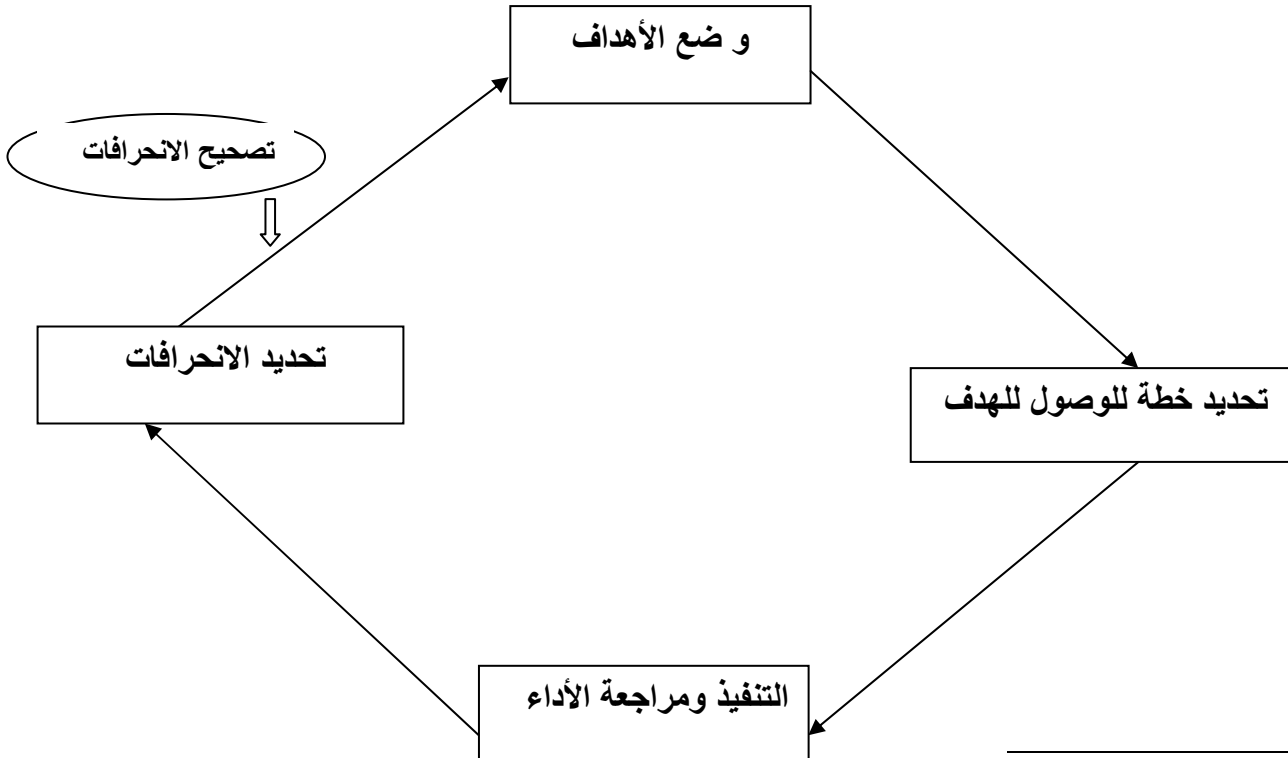 و ضع الأهداف
تصحيح الانحرافات
تحديد الانحرافات
تحديد خطة للوصول للهدف
التنفيذ ومراجعة الأداء